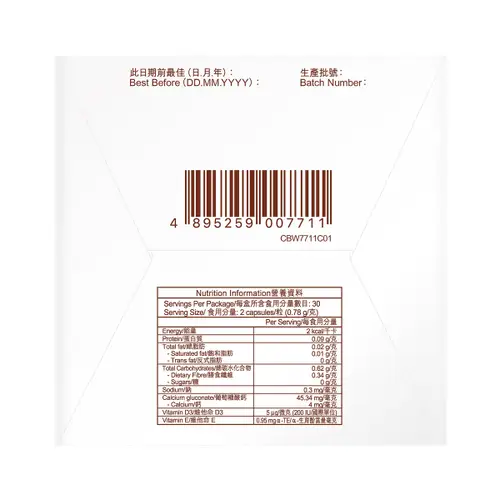 此日期前最佳 (日.月.年)：
Best Before (DD.MM.YYYY)：
生產批號：
Batch Number：
4 895259 007711
CBW7711C01
Nutrition Information營養資料
Servings Per Package/每盒所含食用分量數目: 30
Serving Size/ 食用分量: 2 capsules/粒 (0.78 g/克)
Per Serving/每食用分量
Energy/能量 2 kcal/千卡
Protein/蛋白質 0.09 g/克
Total fat/總脂肪 0.02 g/克
- Saturated fat/飽和脂肪 0.01 g/克
- Trans fat/反式脂肪 0 g/克
Total Carbohydrates/總碳水化合物 0.62 g/克
- Dietary Fibre/膳食纖維 0.34 g/克
- Sugars/糖 0 g/克
Sodium/鈉 0.3 mg/毫克
Calcium gluconate/葡萄糖酸鈣 45.34 mg/毫克
- Calcium/鈣 4 mg/毫克
Vitamin D3/維他命 D3 5 µg/微克 (200 IU/國際單位)
Vitamin E/維他命 E 0.95 mg α-TE/α-生育酚當量毫克